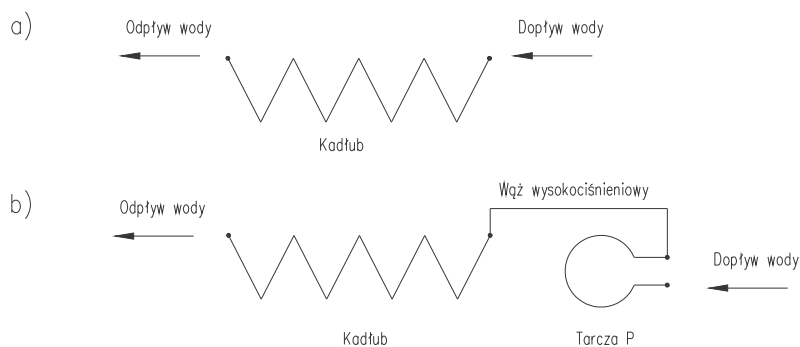 a)
Odpływ wody
Dopływ wody
Kadłub
b)
Odpływ wody
Wąż wysokociśnieniowy
Dopływ wody
Kadłub
Tarcza P